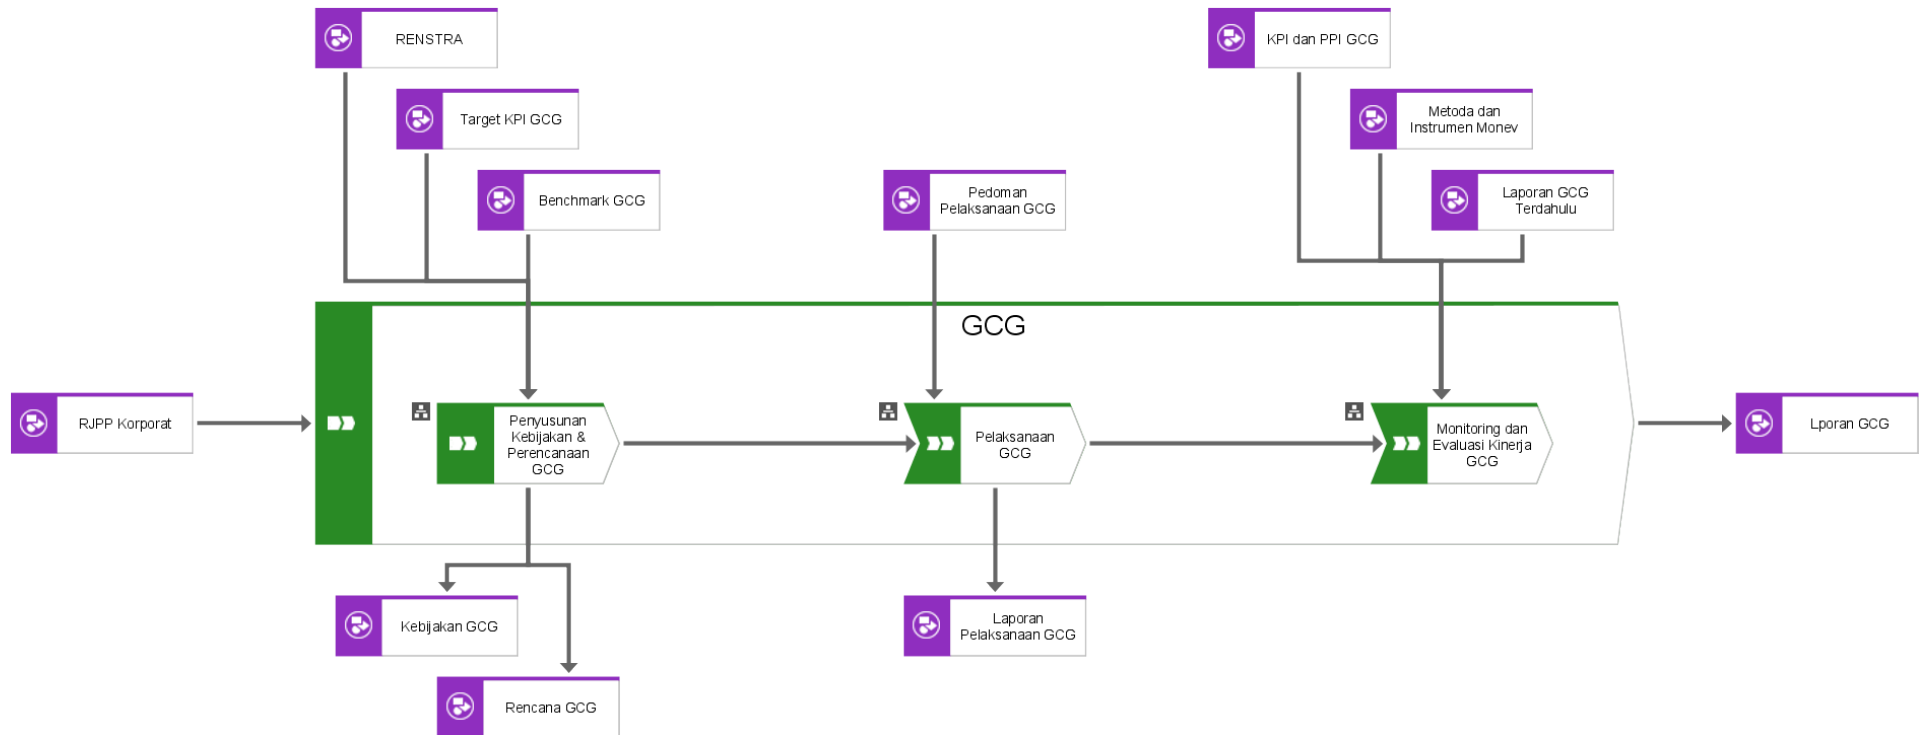 RENSTRA
KPI dan PPI GCG
Target KPI GCG
Metoda dan
Instrumen Monev
Benchmark GCG
Pedoman
Pelaksanaan GCG
Laporan GCG
Terdahulu
GCG
RJPP Korporat
Penyusunan
Kebijakan &
Perencanaan
GCG
Pelaksanaan
GCG
Monitoring dan
Evaluasi Kinerja
GCG
Lporan GCG
Kebijakan GCG
Laporan
Pelaksanaan GCG
Rencana GCG